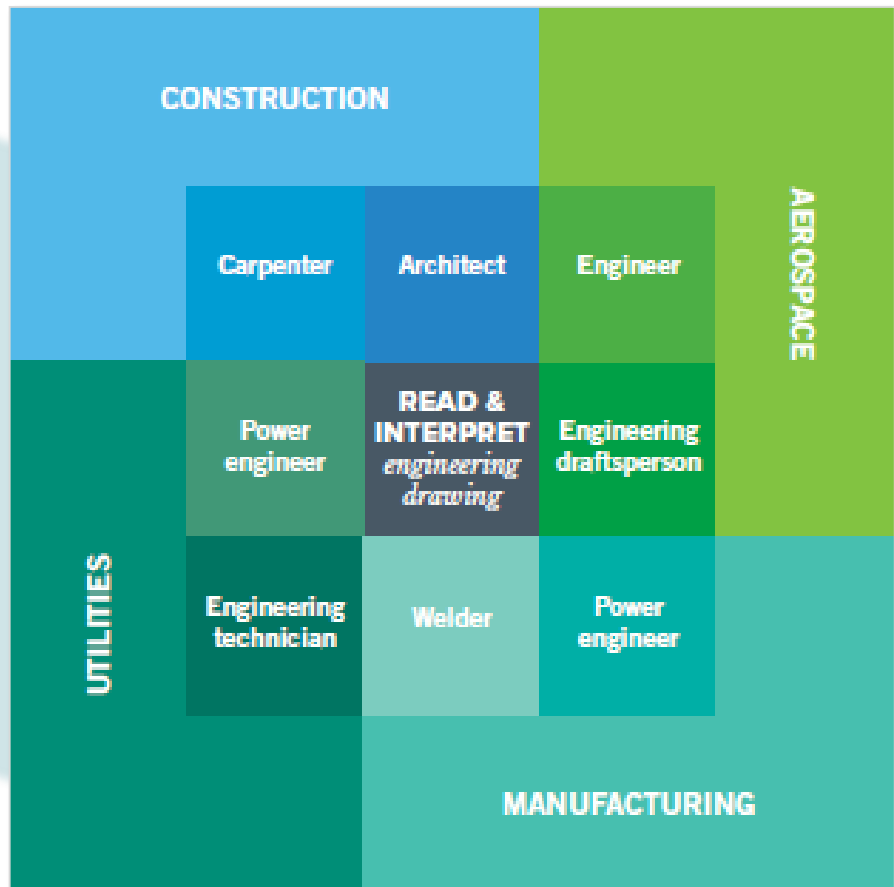 CONSTRUCTION
AEROSPACE
Carpenter
Architect
Engineer
Power
engineer
READ &
INTERPRET
engineering
drawing
Engineering
draftsperson
UTILITIES
Engineering
technician
Welder
Power
engineer
MANUFACTURING